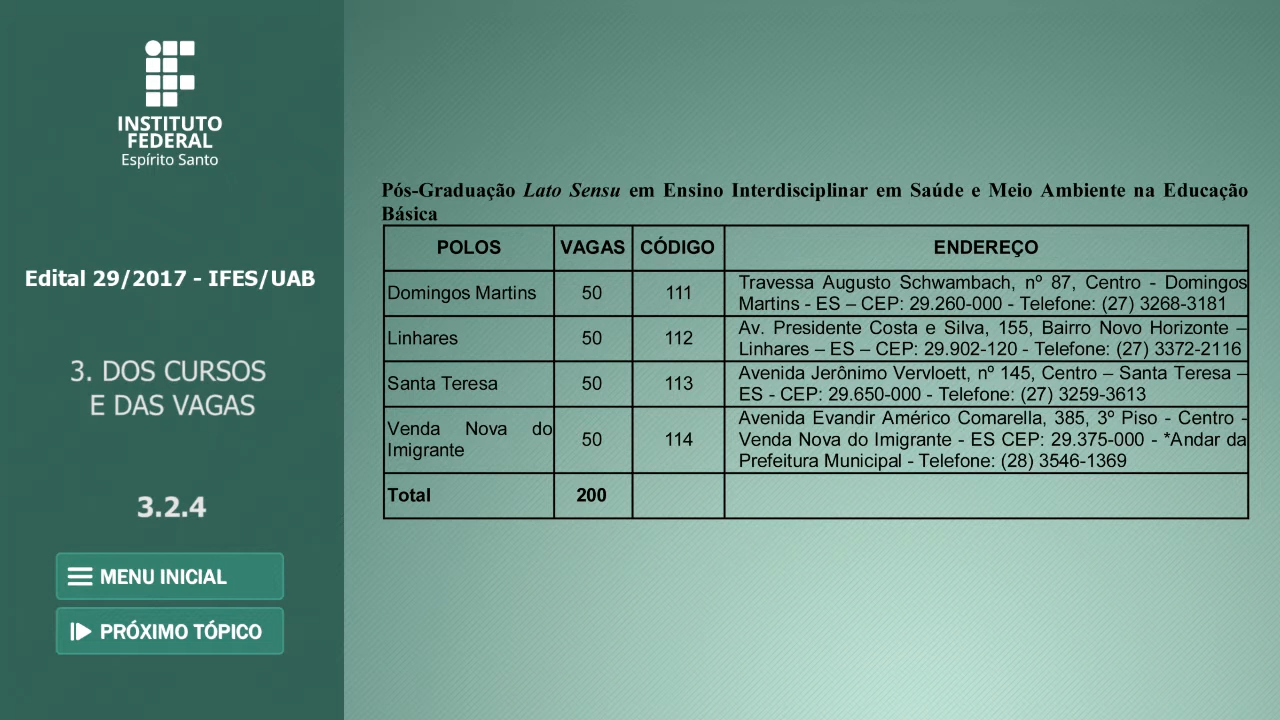 INSTITUTO
FEDERAL
Espírito Santo
Edital 29/2017 - IFES/UAB
3. DOS CURSOS
E DAS VAGAS
3.2.4
MENU INICIAL
PRÓXIMO TÓPICO
Pós-Graduação Lato Sensu em Ensino Interdisciplinar em Saúde e Meio Ambiente na Educação
Básica
POLOS VAGAS CÓDIGO ENDEREÇO
Domingos Martins 50 111 Travessa Augusto Schwambach, nº 87, Centro - Domingos
Martins - ES – CEP: 29.260-000 - Telefone: (27) 3268-3181
Linhares 50 112 Av. Presidente Costa e Silva, 155, Bairro Novo Horizonte –
Linhares – ES – CEP: 29.902-120 - Telefone: (27) 3372-2116
Santa Teresa 50 113 Avenida Jerônimo Vervloett, nº 145, Centro – Santa Teresa –
ES - CEP: 29.650-000 - Telefone: (27) 3259-3613
Venda Nova do
Imigrante 50 114 Avenida Evandir Américo Comarella, 385, 3º Piso - Centro -
Venda Nova do Imigrante - ES CEP: 29.375-000 - *Andar da
Prefeitura Municipal - Telefone: (28) 3546-1369
Total 200